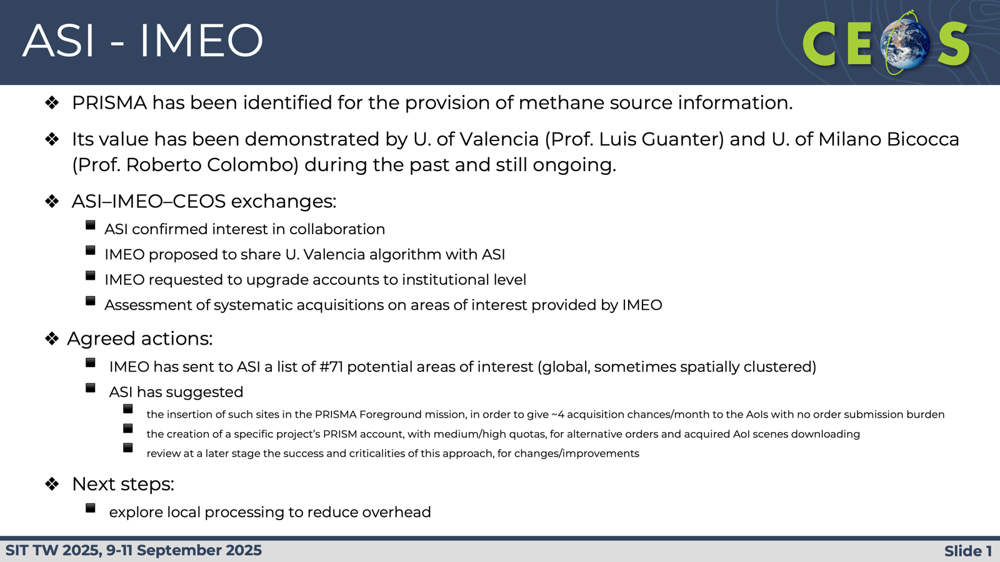 ASI - IMEO
CEOS
❖ PRISMA has been identified for the provision of methane source information.
❖ Its value has been demonstrated by U. of Valencia (Prof. Luis Guanter) and U. of Milano Bicocca
(Prof. Roberto Colombo) during the past and still ongoing.
❖ ASI–IMEO–CEOS exchanges:
■ ASI confirmed interest in collaboration
■ IMEO proposed to share U. Valencia algorithm with ASI
■ IMEO requested to upgrade accounts to institutional level
■ Assessment of systematic acquisitions on areas of interest provided by IMEO
❖ Agreed actions:
■ IMEO has sent to ASI a list of #71 potential areas of interest (global, sometimes spatially clustered)
■ ASI has suggested
■ the insertion of such sites in the PRISMA Foreground mission, in order to give ~4 acquisition chances/month to the AoIs with no order submission burden
■ the creation of a specific project’s PRISM account, with medium/high quotas, for alternative orders and acquired AoI scenes downloading
■ review at a later stage the success and criticalities of this approach, for changes/improvements
❖ Next steps:
■ explore local processing to reduce overhead
SIT TW 2025, 9-11 September 2025
Slide 1